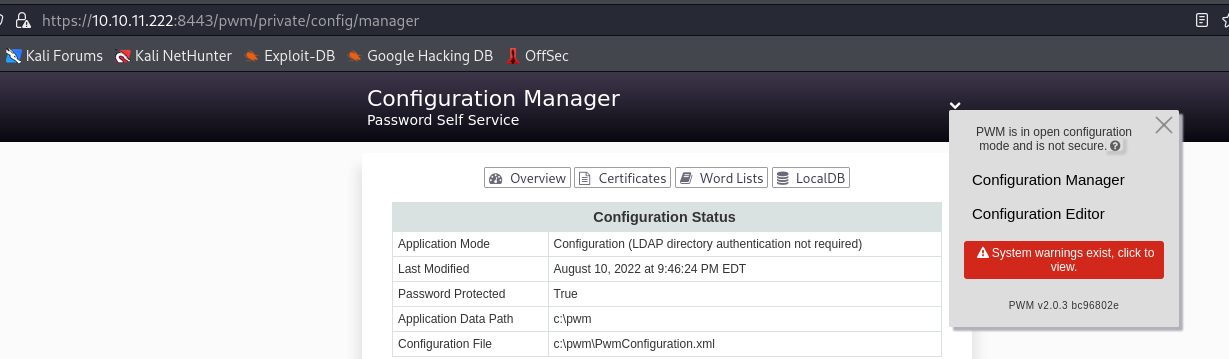 https://10.10.11.222:8443/pwm/private/config/manager
Kali Forums Kali NetHunter Exploit-DB Google Hacking DB OffSec
Configuration Manager
Password Self Service
PWM is in open configuration
mode and is not secure.
Configuration Manager
Configuration Editor
System warnings exist, click to
view.
PWM v2.0.3 bc96802e
Overview Certificates Word Lists LocalDB
Configuration Status
Application Mode Configuration (LDAP directory authentication not required)
Last Modified August 10, 2022 at 9:46:24 PM EDT
Password Protected True
Application Data Path c:\pwm
Configuration File c:\pwm\PwmConfiguration.xml